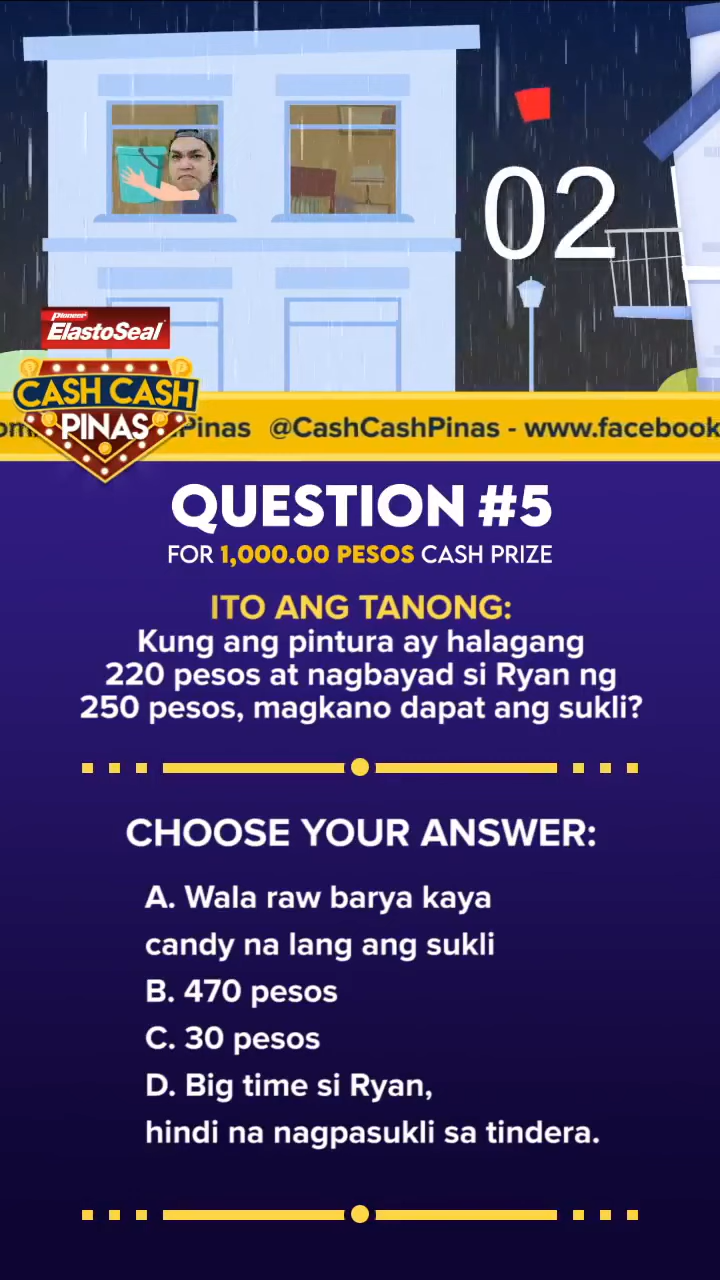 02
Pioneer
ElastoSeal
CASH CASH
PINAS
Pinas @CashCashPinas - www.facebook
QUESTION #5
FOR 1,000.00 PESOS CASH PRIZE
ITO ANG TANONG:
Kung ang pintura ay halagang
220 pesos at nagbayad si Ryan ng
250 pesos, magkano dapat ang sukli?
CHOOSE YOUR ANSWER:
A. Wala raw barya kaya
candy na lang ang sukli
B. 470 pesos
C. 30 pesos
D. Big time si Ryan,
hindi na nagpasukli sa tindera.